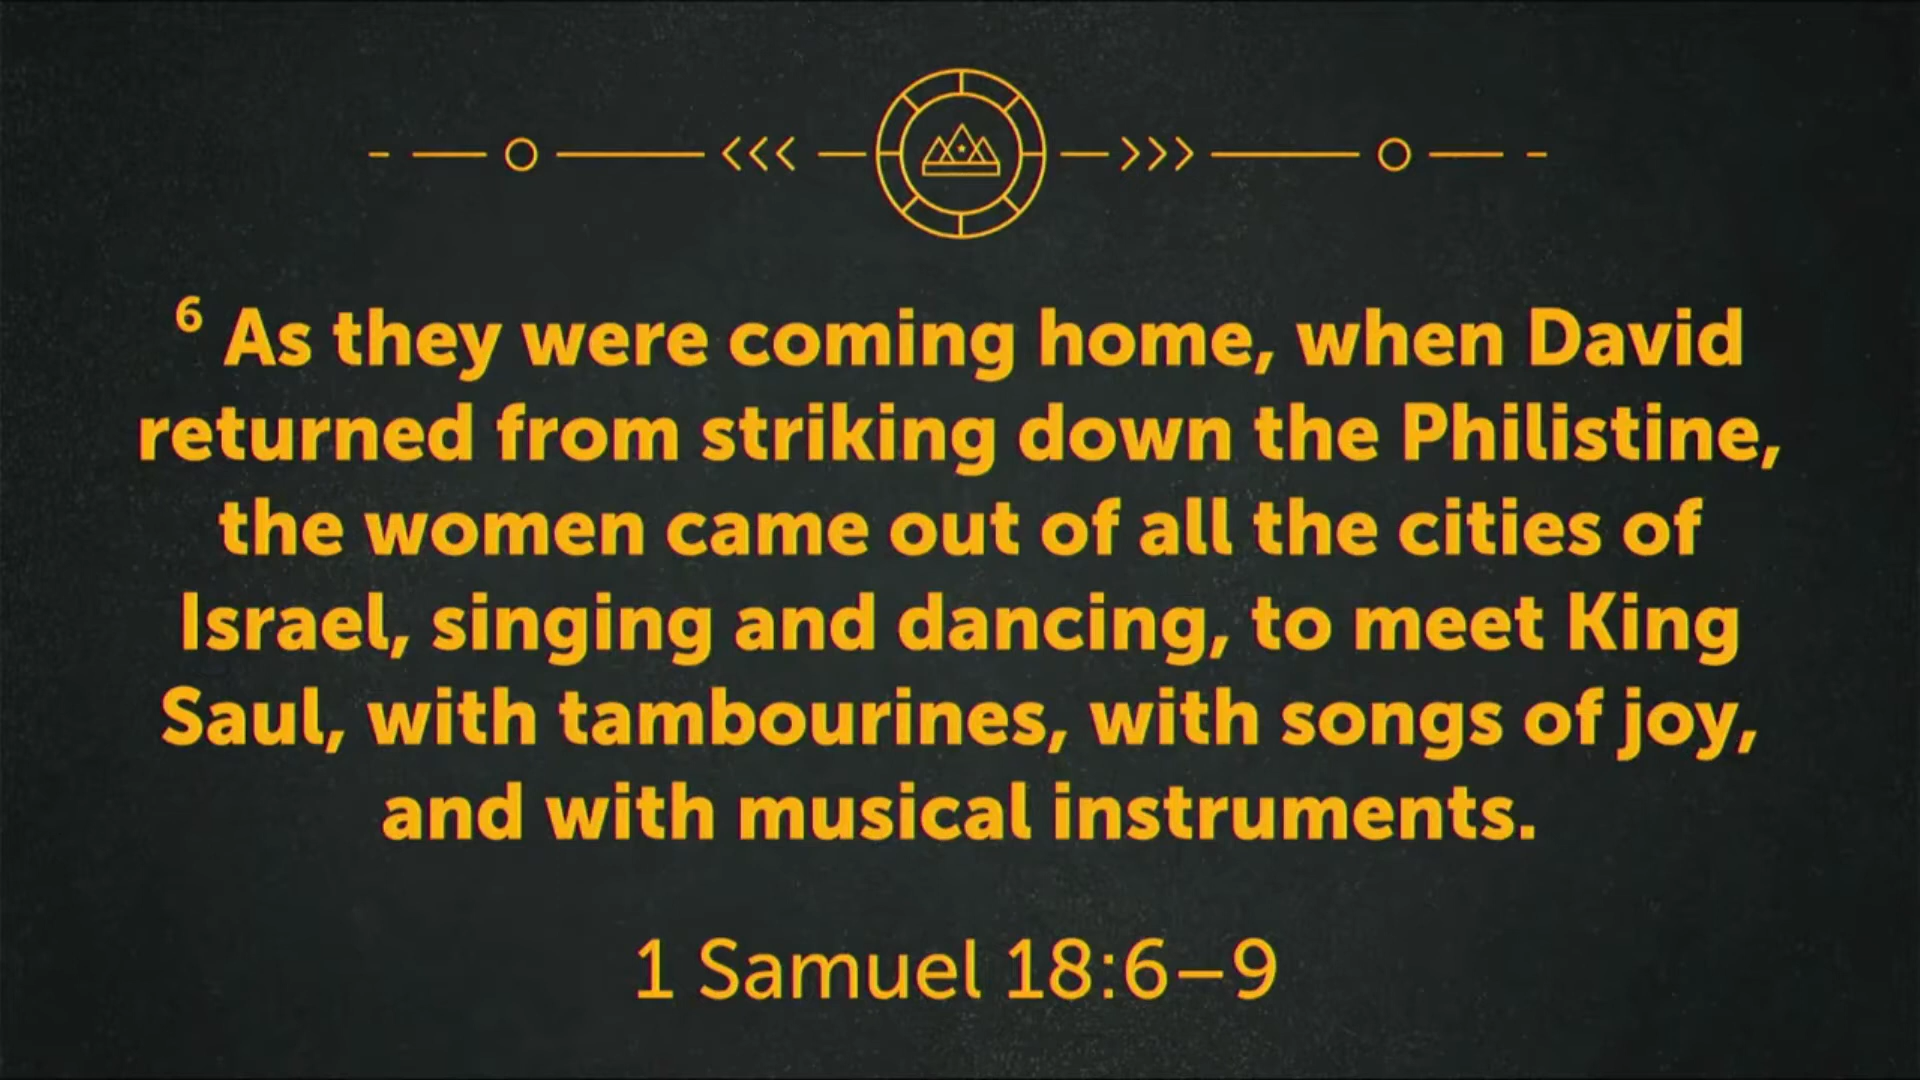 6 As they were coming home, when David
returned from striking down the Philistine,
the women came out of all the cities of
Israel, singing and dancing, to meet King
Saul, with tambourines, with songs of joy,
and with musical instruments.
1 Samuel 18:6–9